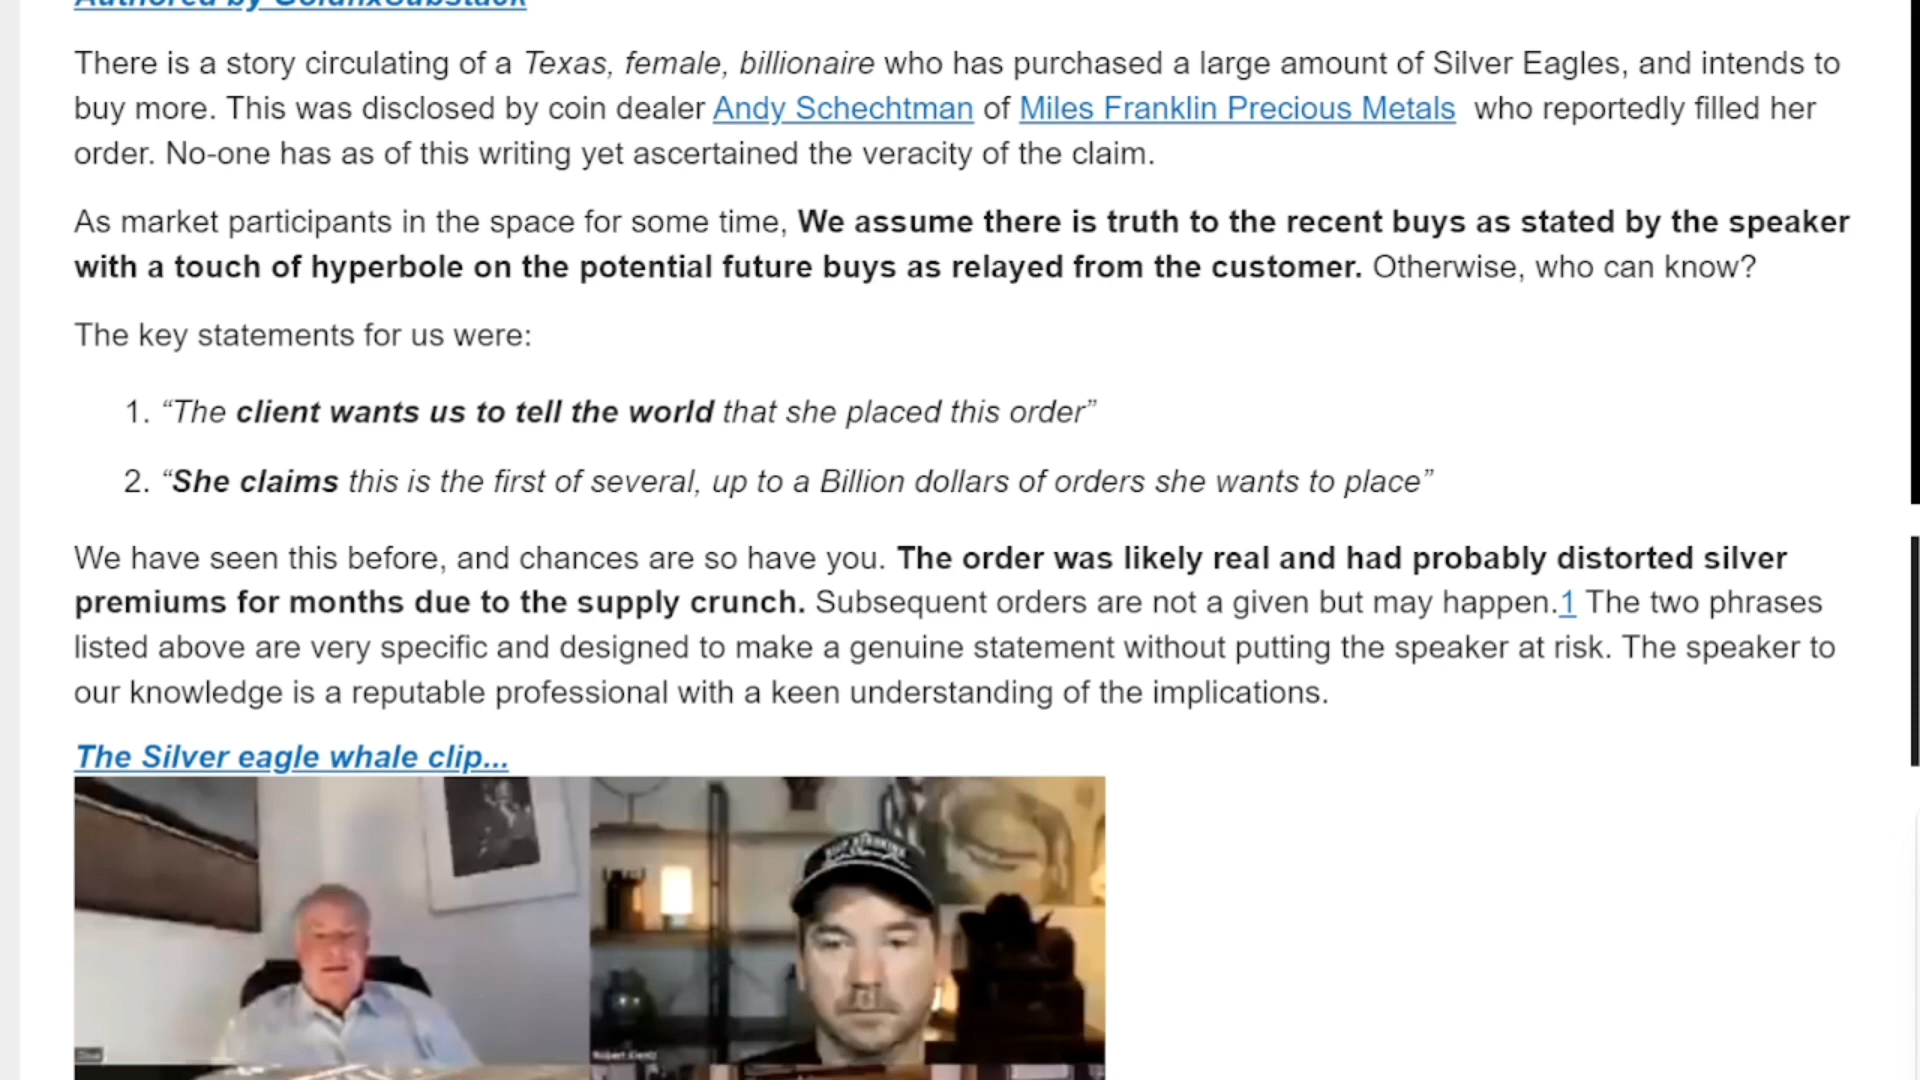 Authored by GoldFixSubstack
There is a story circulating of a Texas, female, billionaire who has purchased a large amount of Silver Eagles, and intends to
buy more. This was disclosed by coin dealer Andy Schechtman of Miles Franklin Precious Metals who reportedly filled her
order. No-one has as of this writing yet ascertained the veracity of the claim.
As market participants in the space for some time, We assume there is truth to the recent buys as stated by the speaker
with a touch of hyperbole on the potential future buys as relayed from the customer. Otherwise, who can know?
The key statements for us were:
1. “The client wants us to tell the world that she placed this order”
2. “She claims this is the first of several, up to a Billion dollars of orders she wants to place”
We have seen this before, and chances are so have you. The order was likely real and had probably distorted silver
premiums for months due to the supply crunch. Subsequent orders are not a given but may happen.1 The two phrases
listed above are very specific and designed to make a genuine statement without putting the speaker at risk. The speaker to
our knowledge is a reputable professional with a keen understanding of the implications.
The Silver eagle whale clip...